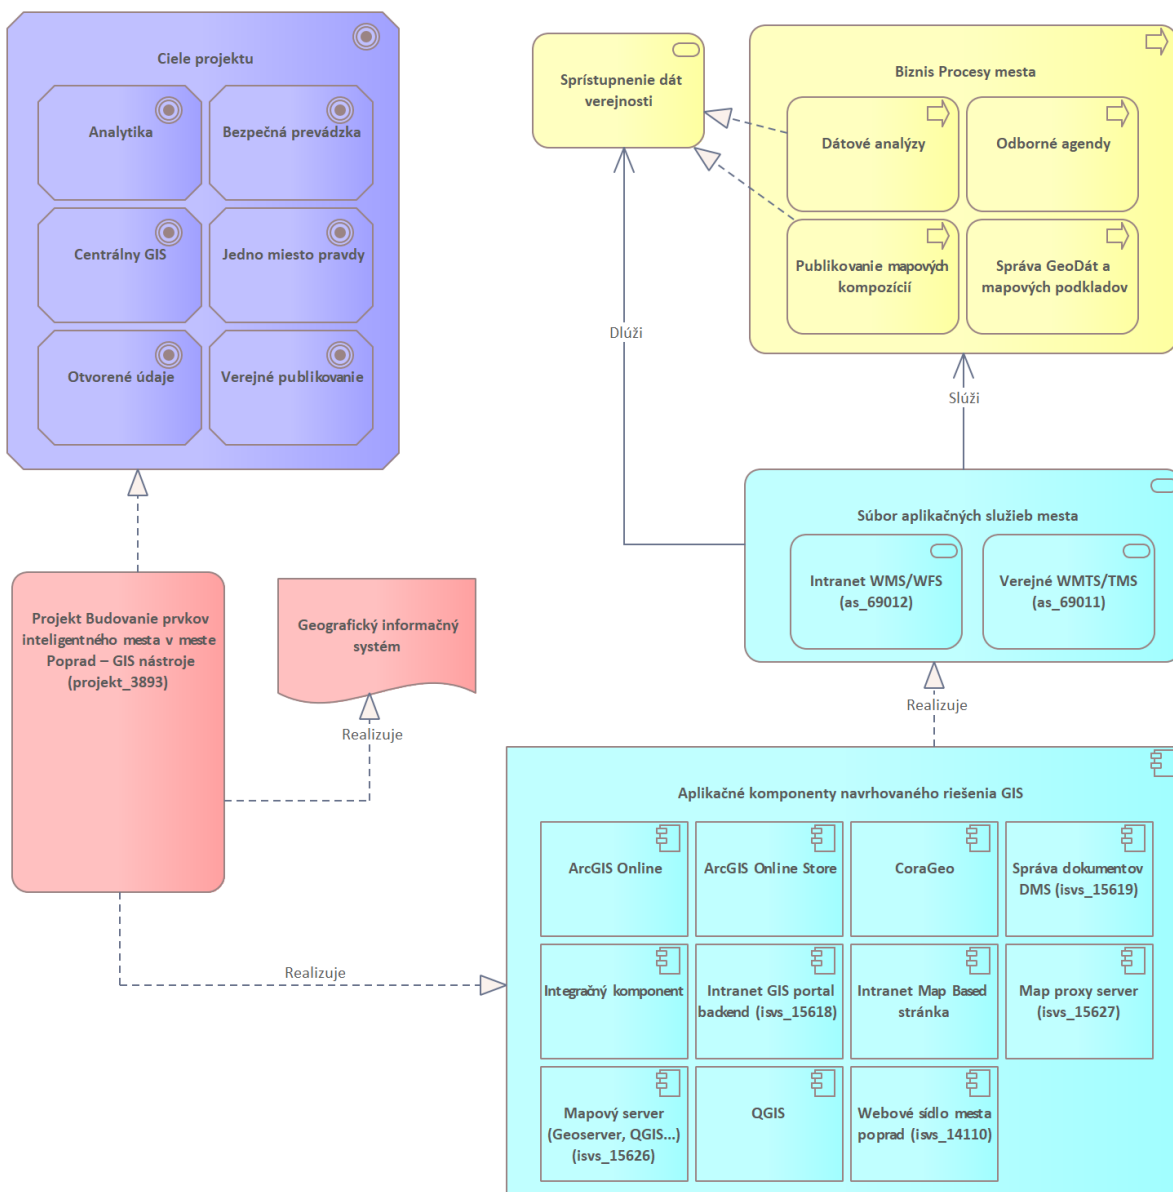 Ciele projektu
Analytika
Bezpečná prevádzka
Centrálny GIS
Jedno miesto pravdy
Otvorené údaje
Verejné publikovanie
Sprístupnenie dát
verejnosti
Biznis Procesy mesta
Dátové analýzy
Odborné agendy
Publikovanie mapových
kompozícií
Správa GeoDát a
mapových podkladov
Dlúži
Slúži
Súbor aplikačných služieb mesta
Intranet WMS/WFS
(as_69012)
Verejné WMTS/TMS
(as_69011)
Projekt Budovanie prvkov
inteligentného mesta v meste
Poprad – GIS nástroje
(projekt_3893)
Geografický informačný
systém
Realizuje
Realizuje
Realizuje
Aplikačné komponenty navrhovaného riešenia GIS
ArcGIS Online
ArcGIS Online Store
CoraGeo
Správa dokumentov
DMS (isvs_15619)
Integračný komponent
Intranet GIS portal
backend (isvs_15618)
Intranet Map Based
stránka
Map proxy server
(isvs_15627)
Mapový server
(Geoserver, QGIS...)
(isvs_15626)
QGIS
Webové sídlo mesta
poprad (isvs_14110)